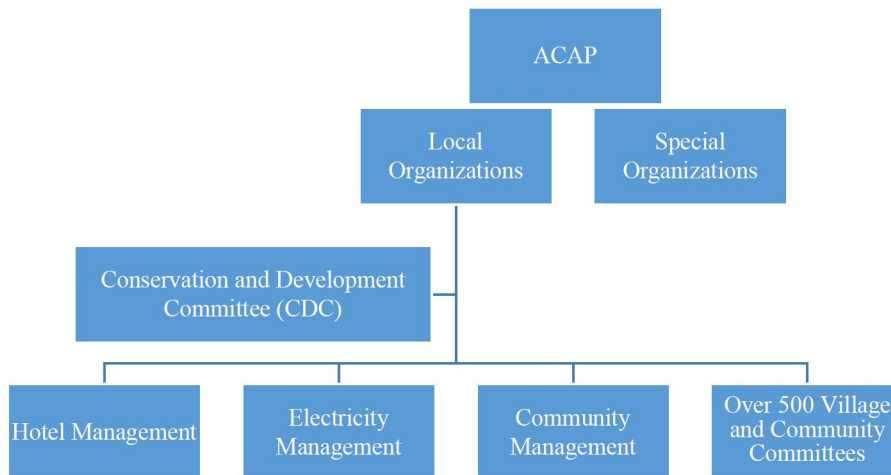 ACAP
Local
Organizations
Special
Organizations
Conservation and Development
Committee (CDC)
Hotel Management
Electricity
Management
Community
Management
Over 500 Village
and Community
Committees